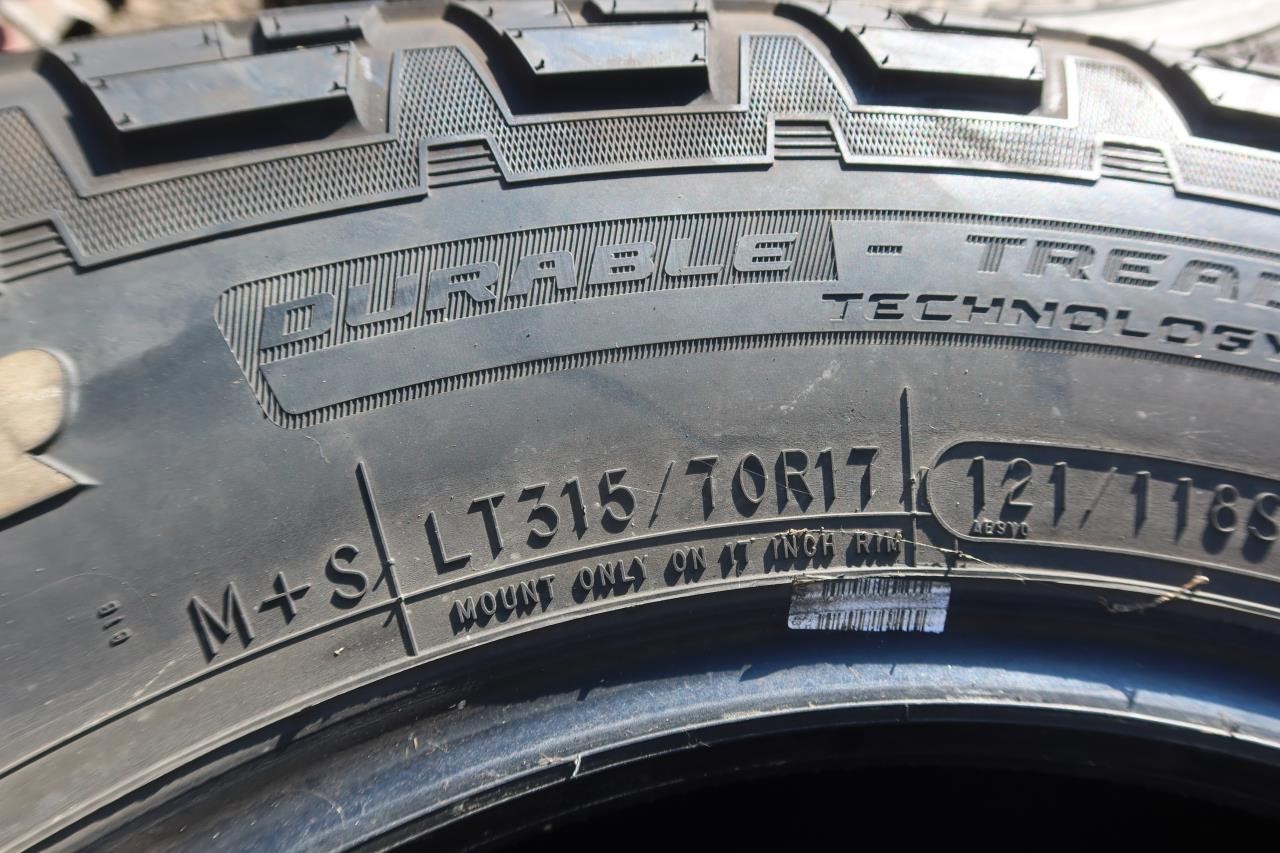 DURABLE - TREAD
TECHNOLOGY
M+S LT315/70R17 121/118S
MOUNT ONLY ON 17 INCH RIM